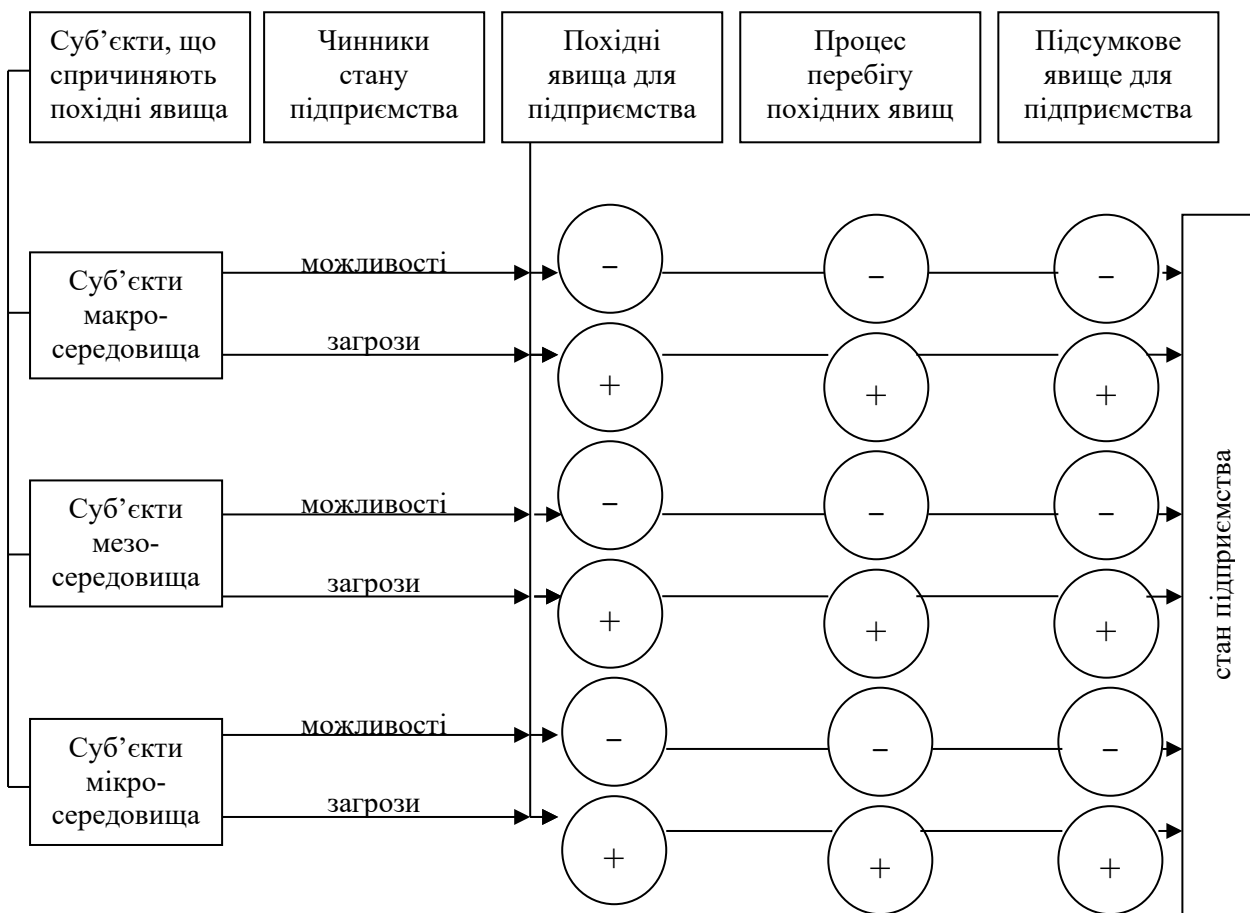 Суб’єкти, що
спричиняють
похідні явища
Чинники
стану
підприємства
Похідні
явища для
підприємства
Процес
перебігу
похідних явищ
Підсумкове
явище для
підприємства
Суб’єкти
макро-
середовища
можливості
загрози
–
–
–
+
+
+
Суб’єкти
мезо-
середовища
можливості
загрози
–
–
–
+
+
+
Суб’єкти
мікро-
середовища
можливості
загрози
–
–
–
+
+
+
стан підприємства